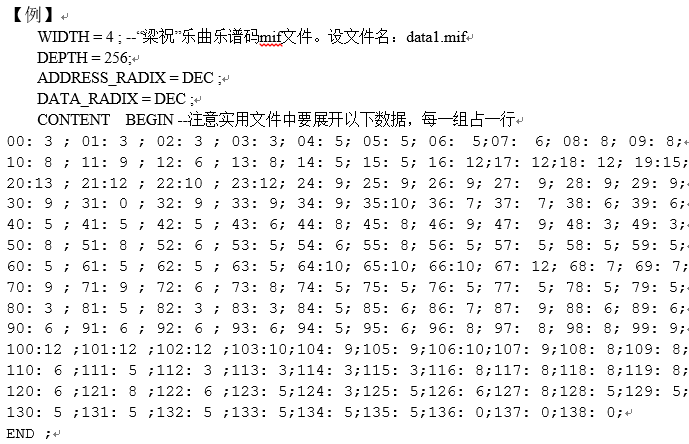 【例】
WIDTH = 4 ; --“梁祝”乐曲乐谱码mif文件。设文件名：data1.mif
DEPTH = 256;
ADDRESS_RADIX = DEC ;
DATA_RADIX = DEC ;
CONTENT BEGIN --注意实用文件中要展开以下数据，每一组占一行
00: 3 ; 01: 3 ; 02: 3 ; 03: 3; 04: 5; 05: 5; 06: 5;07: 6; 08: 8; 09: 8;
10: 8 ; 11: 9 ; 12: 6 ; 13: 8; 14: 5; 15: 5; 16: 12;17: 12;18: 12; 19:15;
20:13 ; 21:12 ; 22:10 ; 23:12; 24: 9; 25: 9; 26: 9; 27: 9; 28: 9; 29: 9;
30: 9 ; 31: 0 ; 32: 9 ; 33: 9; 34: 9; 35:10; 36: 7; 37: 7; 38: 6; 39: 6;
40: 5 ; 41: 5 ; 42: 5 ; 43: 6; 44: 8; 45: 8; 46: 9; 47: 9; 48: 3; 49: 3;
50: 8 ; 51: 8 ; 52: 6 ; 53: 5; 54: 6; 55: 8; 56: 5; 57: 5; 58: 5; 59: 5;
60: 5 ; 61: 5 ; 62: 5 ; 63: 5; 64:10; 65:10; 66:10; 67: 12; 68: 7; 69: 7;
70: 9 ; 71: 9 ; 72: 6 ; 73: 8; 74: 5; 75: 5; 76: 5; 77: 5; 78: 5; 79: 5;
80: 3 ; 81: 5 ; 82: 3 ; 83: 3; 84: 5; 85: 6; 86: 7; 87: 9; 88: 6; 89: 6;
90: 6 ; 91: 6 ; 92: 6 ; 93: 6; 94: 5; 95: 6; 96: 8; 97: 8; 98: 8; 99: 9;
100:12 ;101:12 ;102:12 ;103:10;104: 9;105: 9;106:10;107: 9;108: 8;109: 8;
110: 6 ;111: 5 ;112: 3 ;113: 3;114: 3;115: 3;116: 8;117: 8;118: 8;119: 8;
120: 6 ;121: 8 ;122: 6 ;123: 5;124: 3;125: 5;126: 6;127: 8;128: 5;129: 5;
130: 5 ;131: 5 ;132: 5 ;133: 5;134: 5;135: 5;136: 0;137: 0;138: 0;
END ;